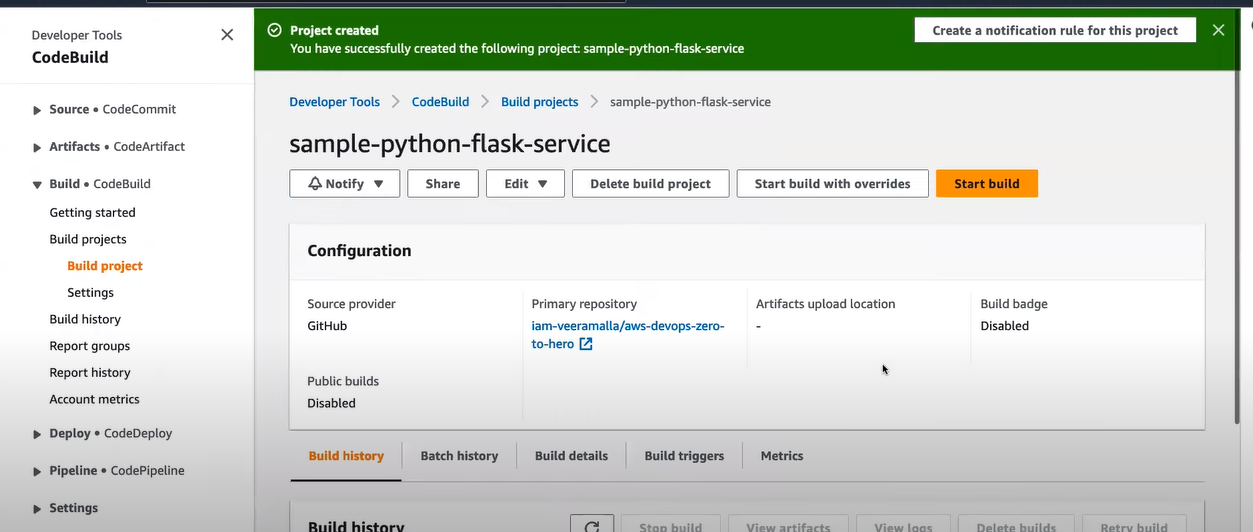 Developer Tools
CodeBuild
Source • CodeCommit
Artifacts • CodeArtifact
Build • CodeBuild
Getting started
Build projects
Build project
Settings
Build history
Report groups
Report history
Account metrics
Deploy • CodeDeploy
Pipeline • CodePipeline
Settings
Project created
You have successfully created the following project: sample-python-flask-service
Create a notification rule for this project
Developer Tools > CodeBuild > Build projects > sample-python-flask-service
sample-python-flask-service
Notify Share Edit Delete build project Start build with overrides Start build
Configuration
Source provider
GitHub
Primary repository
iam-veeramalla/aws-devops-zero-
to-hero
Artifacts upload location
-
Build badge
Disabled
Public builds
Disabled
Build history Batch history Build details Build triggers Metrics
Build history Stop build View artifacts View logs Delete builds Retry build